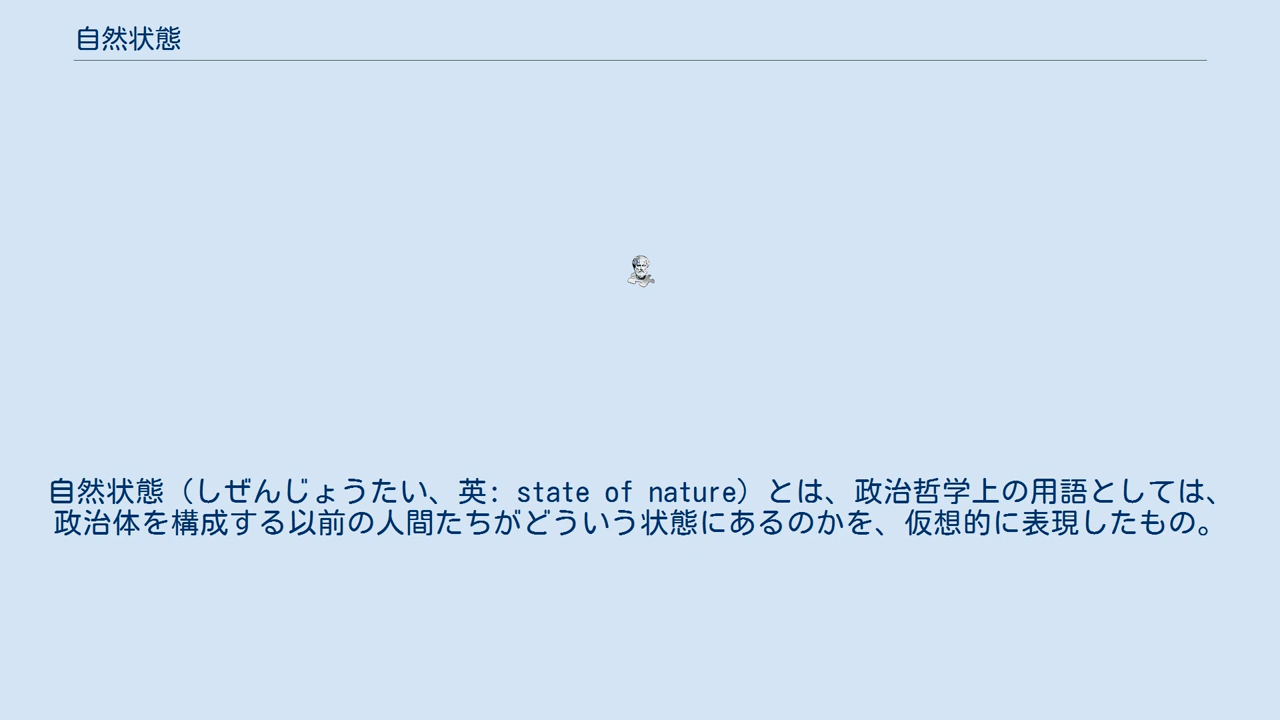 自然状態
自然状態（しぜんじょうたい、英: state of nature）とは、政治哲学上の用語としては、
政治体を構成する以前の人間たちがどういう状態にあるのかを、仮想的に表現したもの。